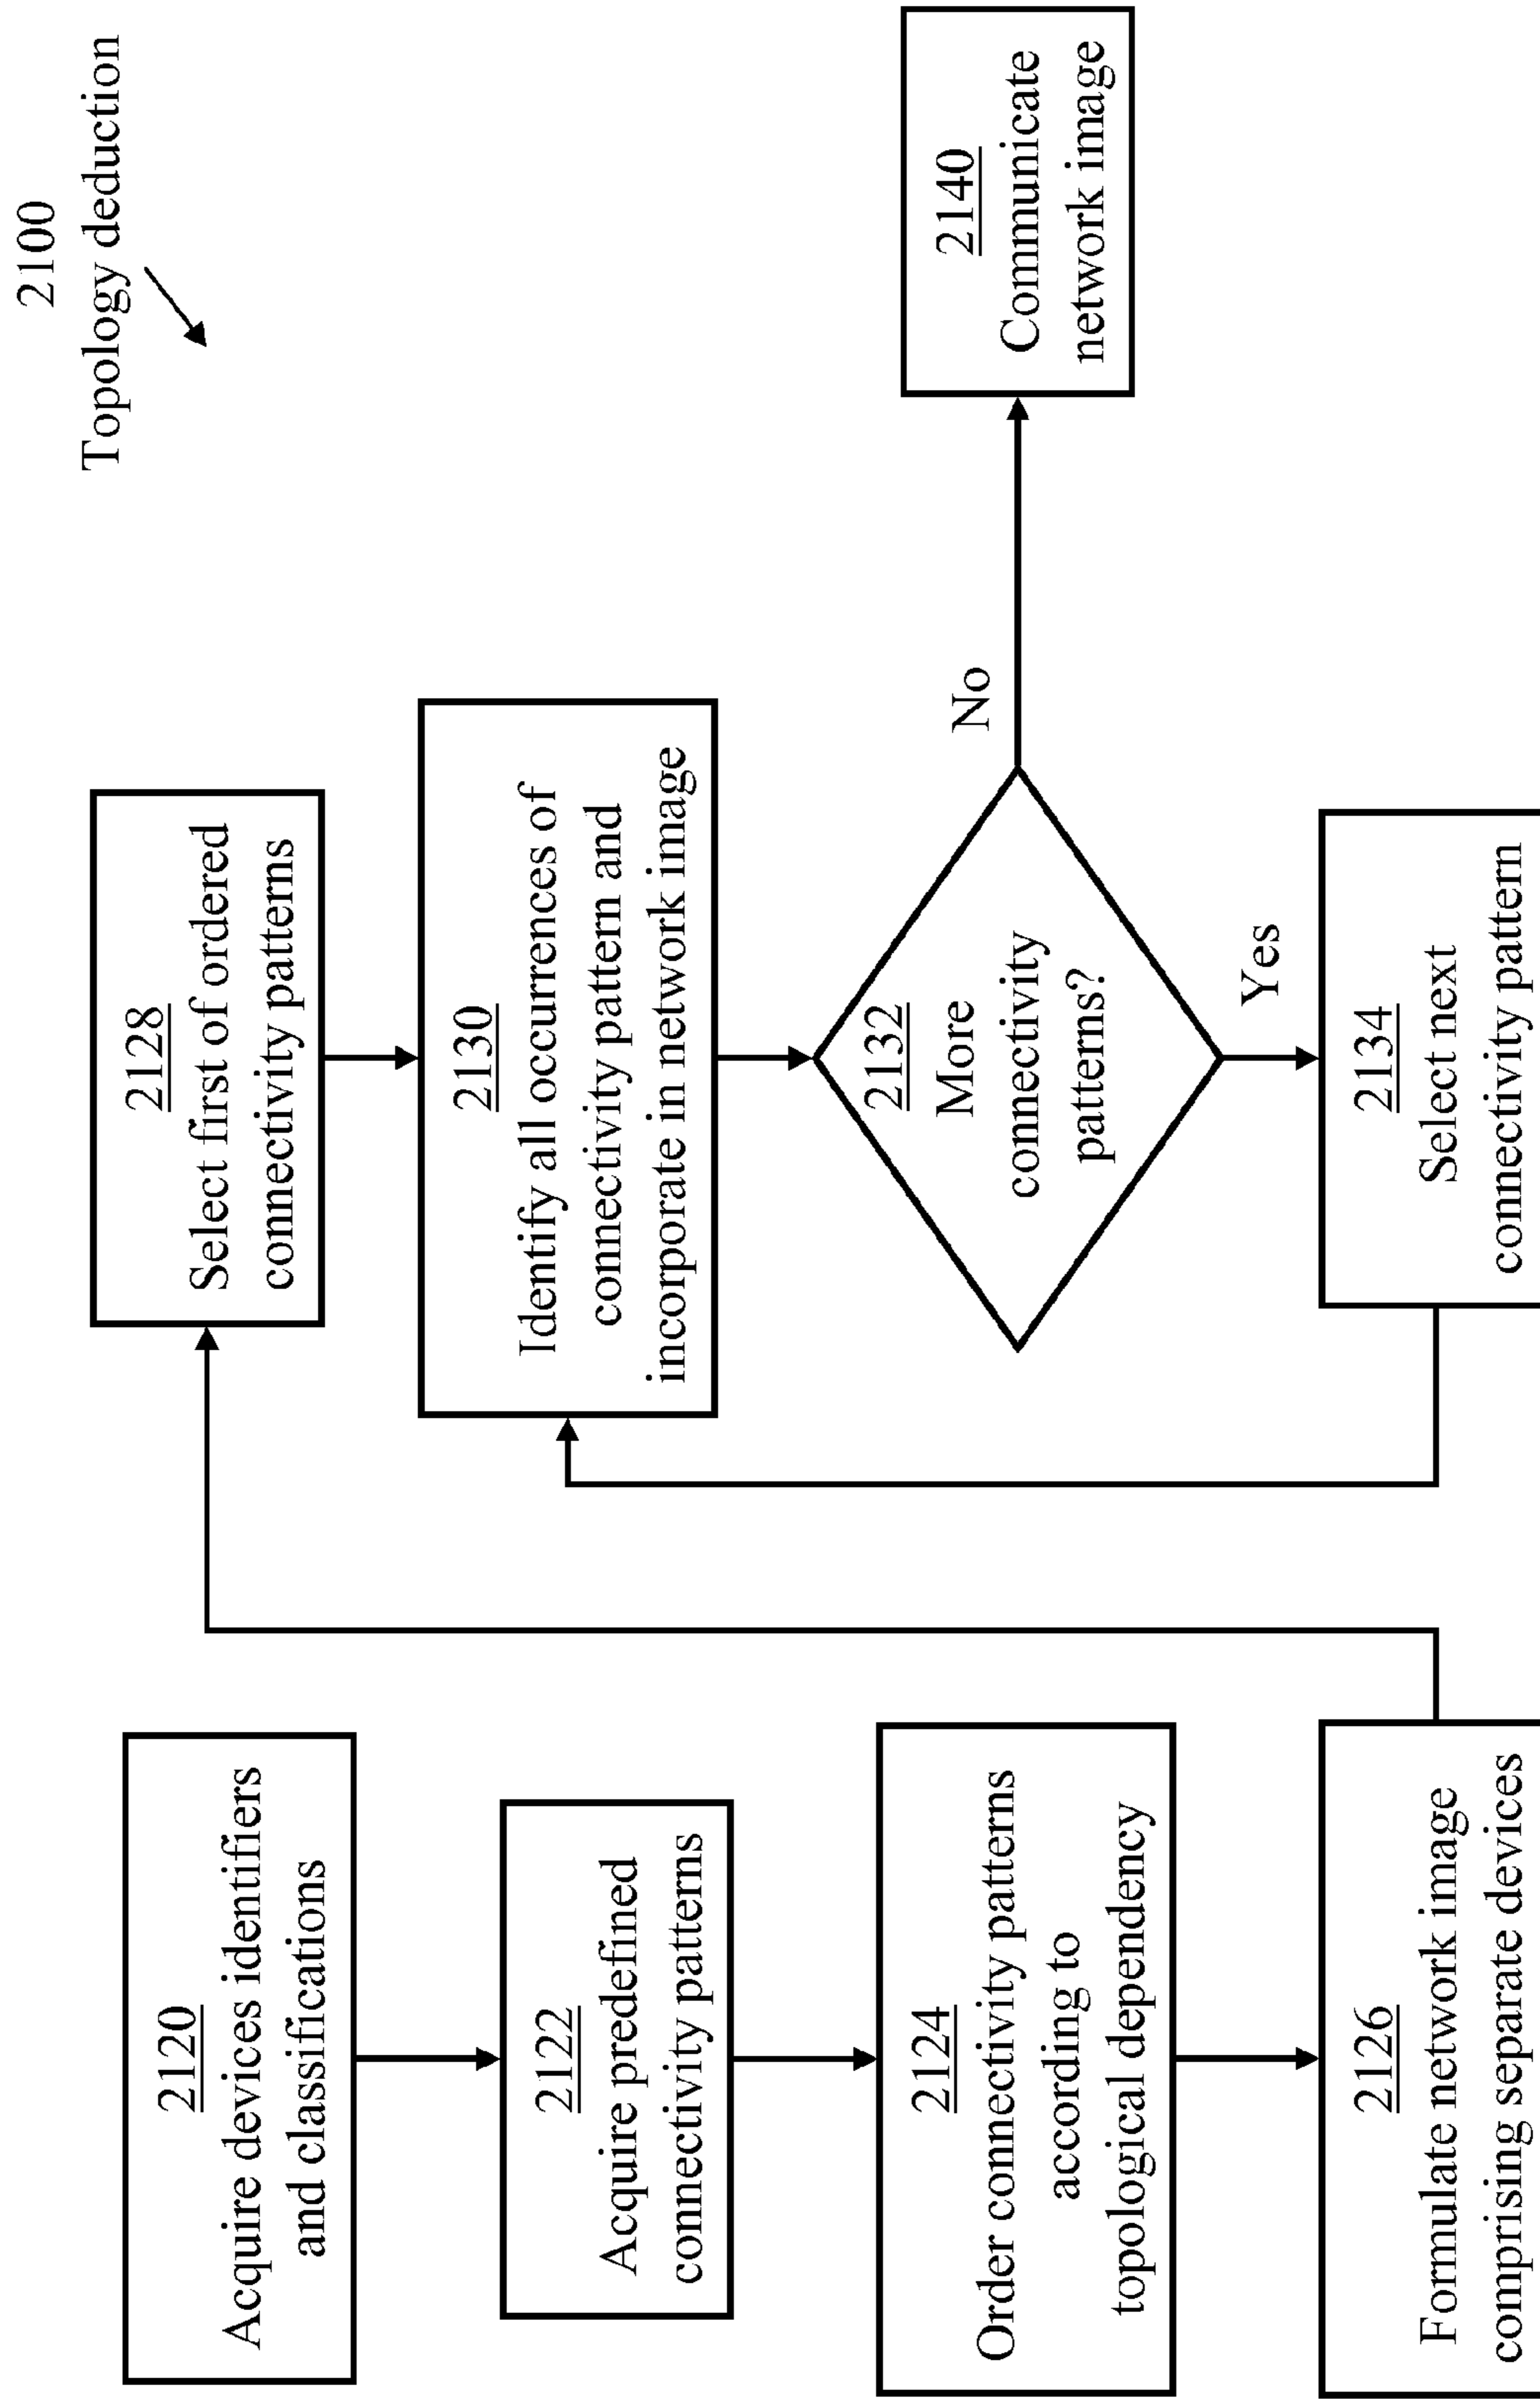 2100
Topology deduction
2120
Acquire devices identifiers
and classifications
2122
Acquire predefined
connectivity patterns
2124
Order connectivity patterns
according to
topological dependency
2126
Formulate network image
comprising separate devices
2128
Select first of ordered
connectivity patterns
2130
Identify all occurrences of
connectivity pattern and
incorporate in network image
2132
More
connectivity
patterns?
No
Yes
2134
Select next
connectivity pattern
2140
Communicate
network image